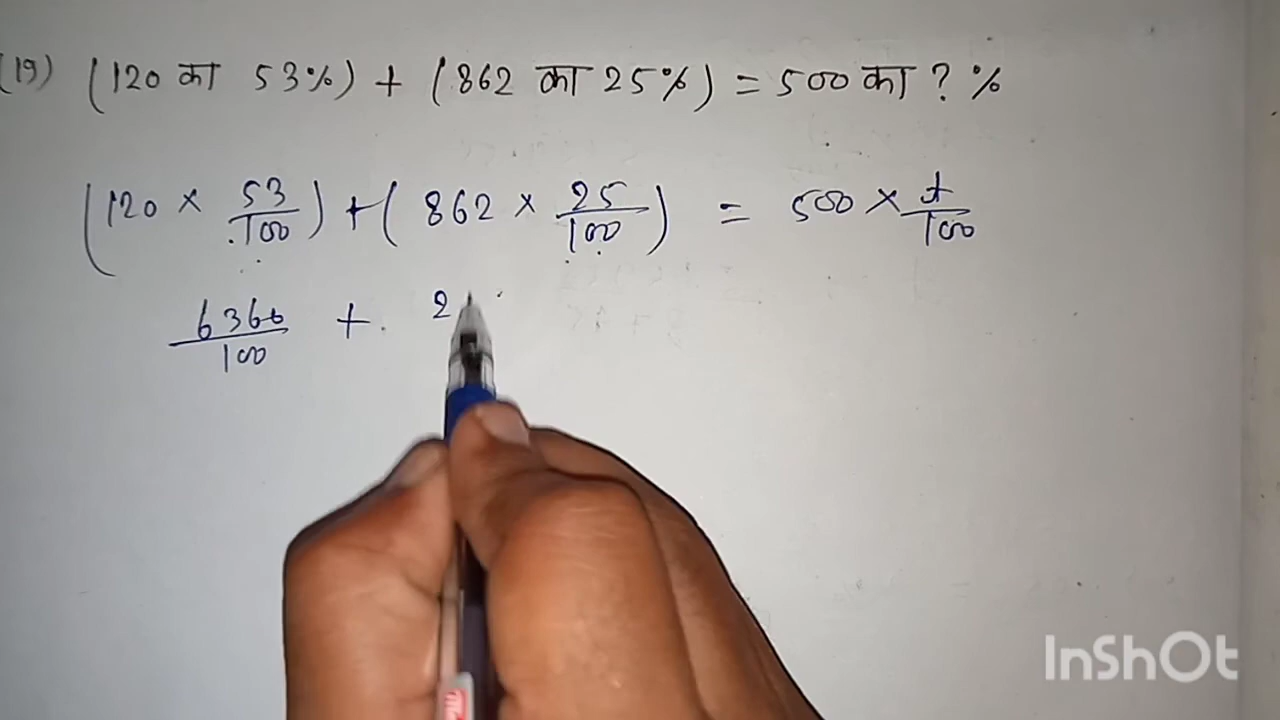 (19) (120 का 53%) + (862 का 25%) = 500 का ? %
(120 × 53/100) + (862 × 25/100) = 500 × x/100
6360/100 + 2
InShOt